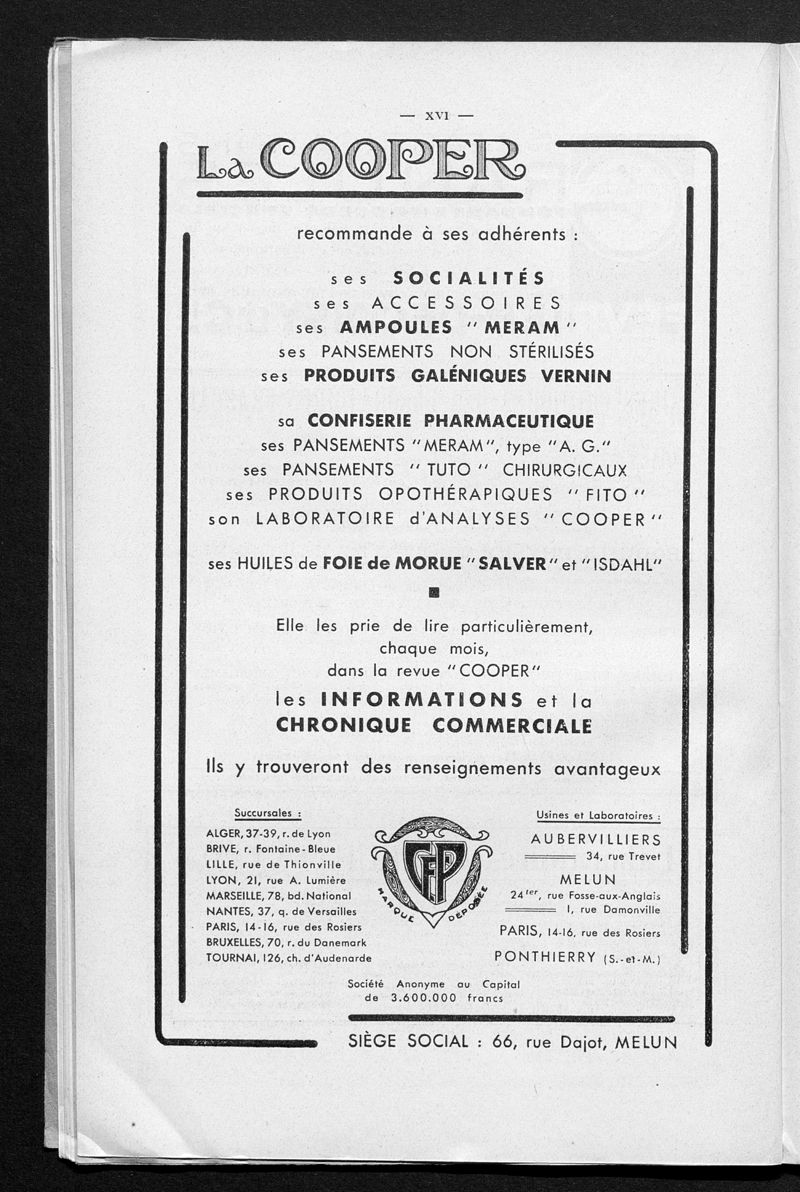 — XVI —
La COOPER
recommande à ses adhérents :
ses SOCIALITÉS
ses ACCESSOIRES
ses AMPOULES "MERAM"
ses PANSEMENTS NON STÉRILISÉS
ses PRODUITS GALÉNIQUES VERNIN
sa CONFISERIE PHARMACEUTIQUE
ses PANSEMENTS "MERAM", type "A. G."
ses PANSEMENTS "TUTO" CHIRURGICAUX
ses PRODUITS OPOTHÉRAPIQUES "FITO"
son LABORATOIRE d'ANALYSES "COOPER"
ses HUILES de FOIE de MORUE "SALVER" et "ISDAHL"
Elle les prie de lire particulièrement,
chaque mois,
dans la revue "COOPER"
les INFORMATIONS et la
CHRONIQUE COMMERCIALE
Ils y trouveront des renseignements avantageux
Succursales :
ALGER, 37-39, r. de Lyon
BRIVE, r. Fontaine-Bleue
LILLE, rue de Thionville
LYON, 21, rue A. Lumière
MARSEILLE, 78, bd. National
NANTES, 37, q. de Versailles
PARIS, 14-16, rue des Rosiers
BRUXELLES, 70, r. du Danemark
TOURNAI, 126, ch. d'Audenarde
CFP
MARQUE DÉPOSÉE
Usines et Laboratoires :
AUBERVILLIERS
34, rue Trevet
MELUN
24ter, rue Fosse-aux-Anglais
1, rue Damonville
PARIS, 14-16, rue des Rosiers
PONTHIERRY (S.-et-M.)
Société Anonyme au Capital
de 3.600.000 francs
SIÈGE SOCIAL : 66, rue Dajot, MELUN